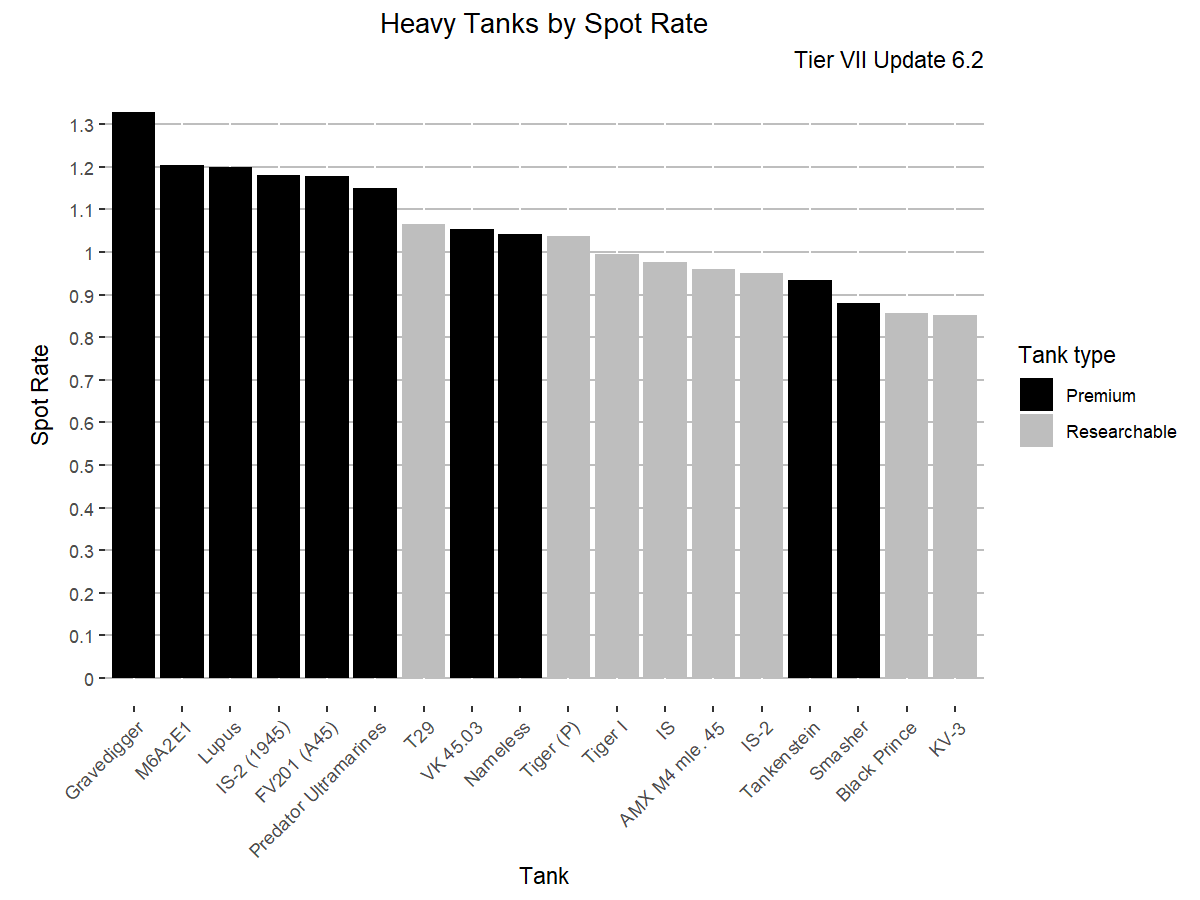 Heavy Tanks by Spot Rate
Tier VII Update 6.2
Spot Rate
1.3
1.2
1.1
1
0.9
0.8
0.7
0.6
0.5
0.4
0.3
0.2
0.1
0
Gravedigger
M6A2E1
Lupus
IS-2 (1945)
FV201 (A45)
Predator Ultramarines
T29
VK 45.03
Nameless
Tiger (P)
Tiger I
IS
AMX M4 mle. 45
IS-2
Tankenstein
Smasher
Black Prince
KV-3
Tank
Tank type
Premium
Researchable